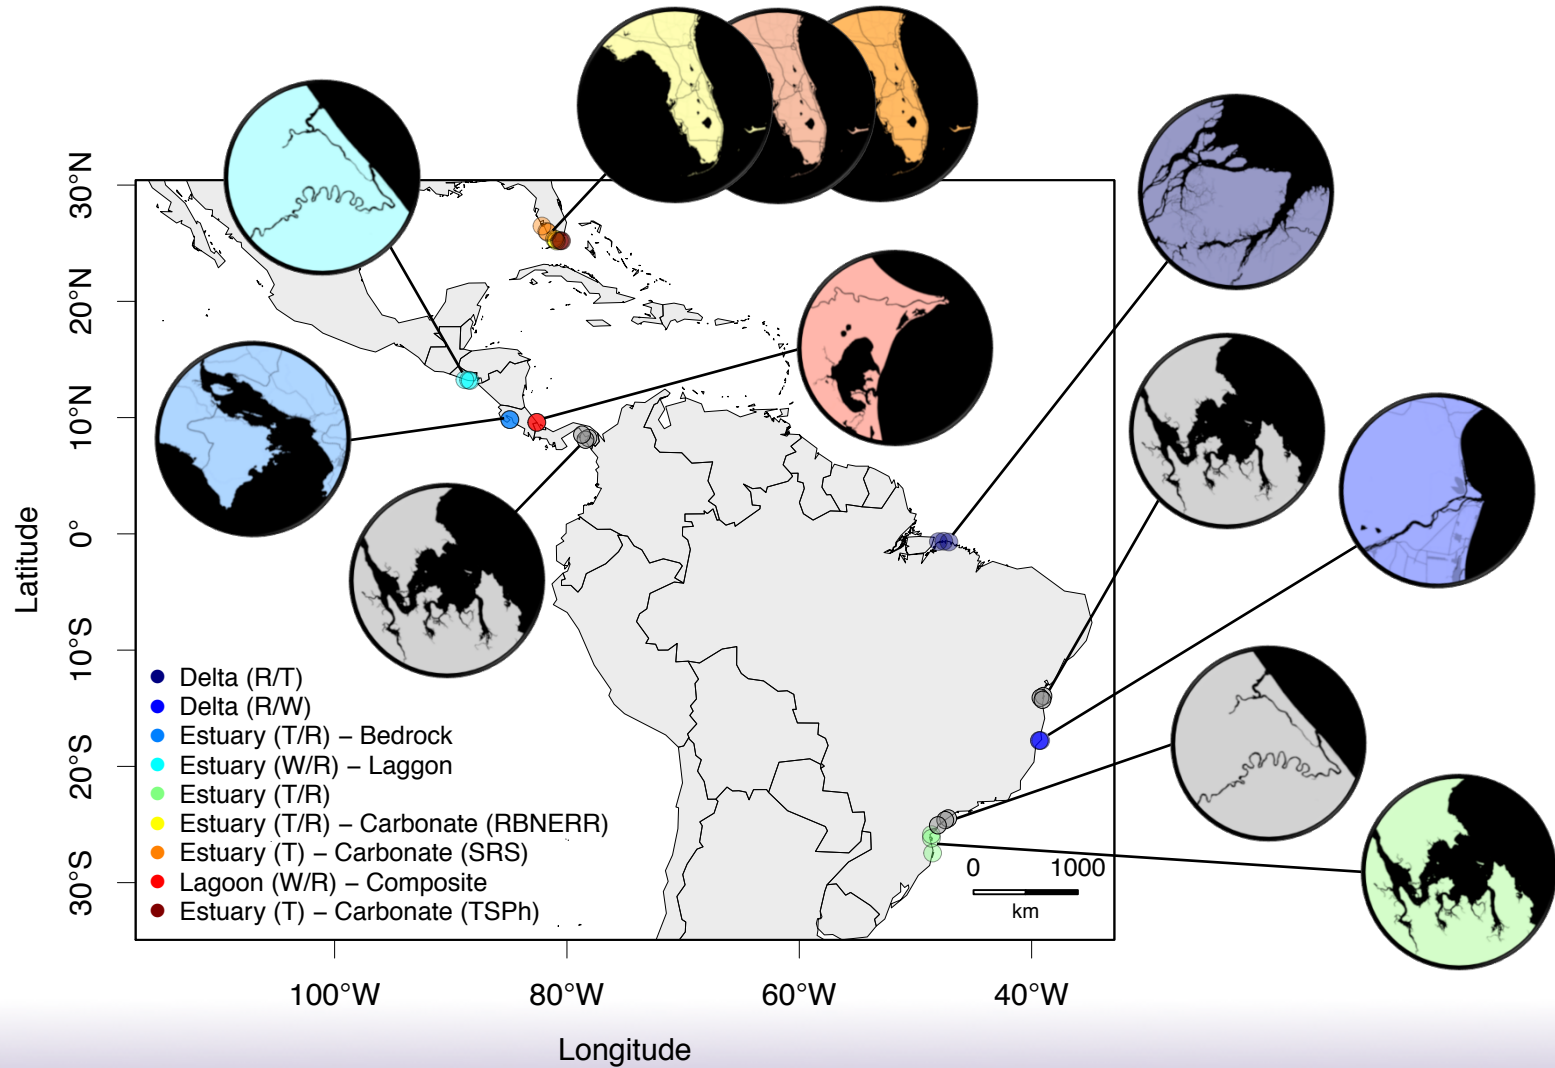 30°N
20°N
10°N
0°
10°S
20°S
30°S
Latitude
Delta (R/T)
Delta (R/W)
Estuary (T/R) – Bedrock
Estuary (W/R) – Laggon
Estuary (T/R)
Estuary (T/R) – Carbonate (RBNERR)
Estuary (T) – Carbonate (SRS)
Lagoon (W/R) – Composite
Estuary (T) – Carbonate (TSPh)
0 1000
km
100°W 80°W 60°W 40°W
Longitude